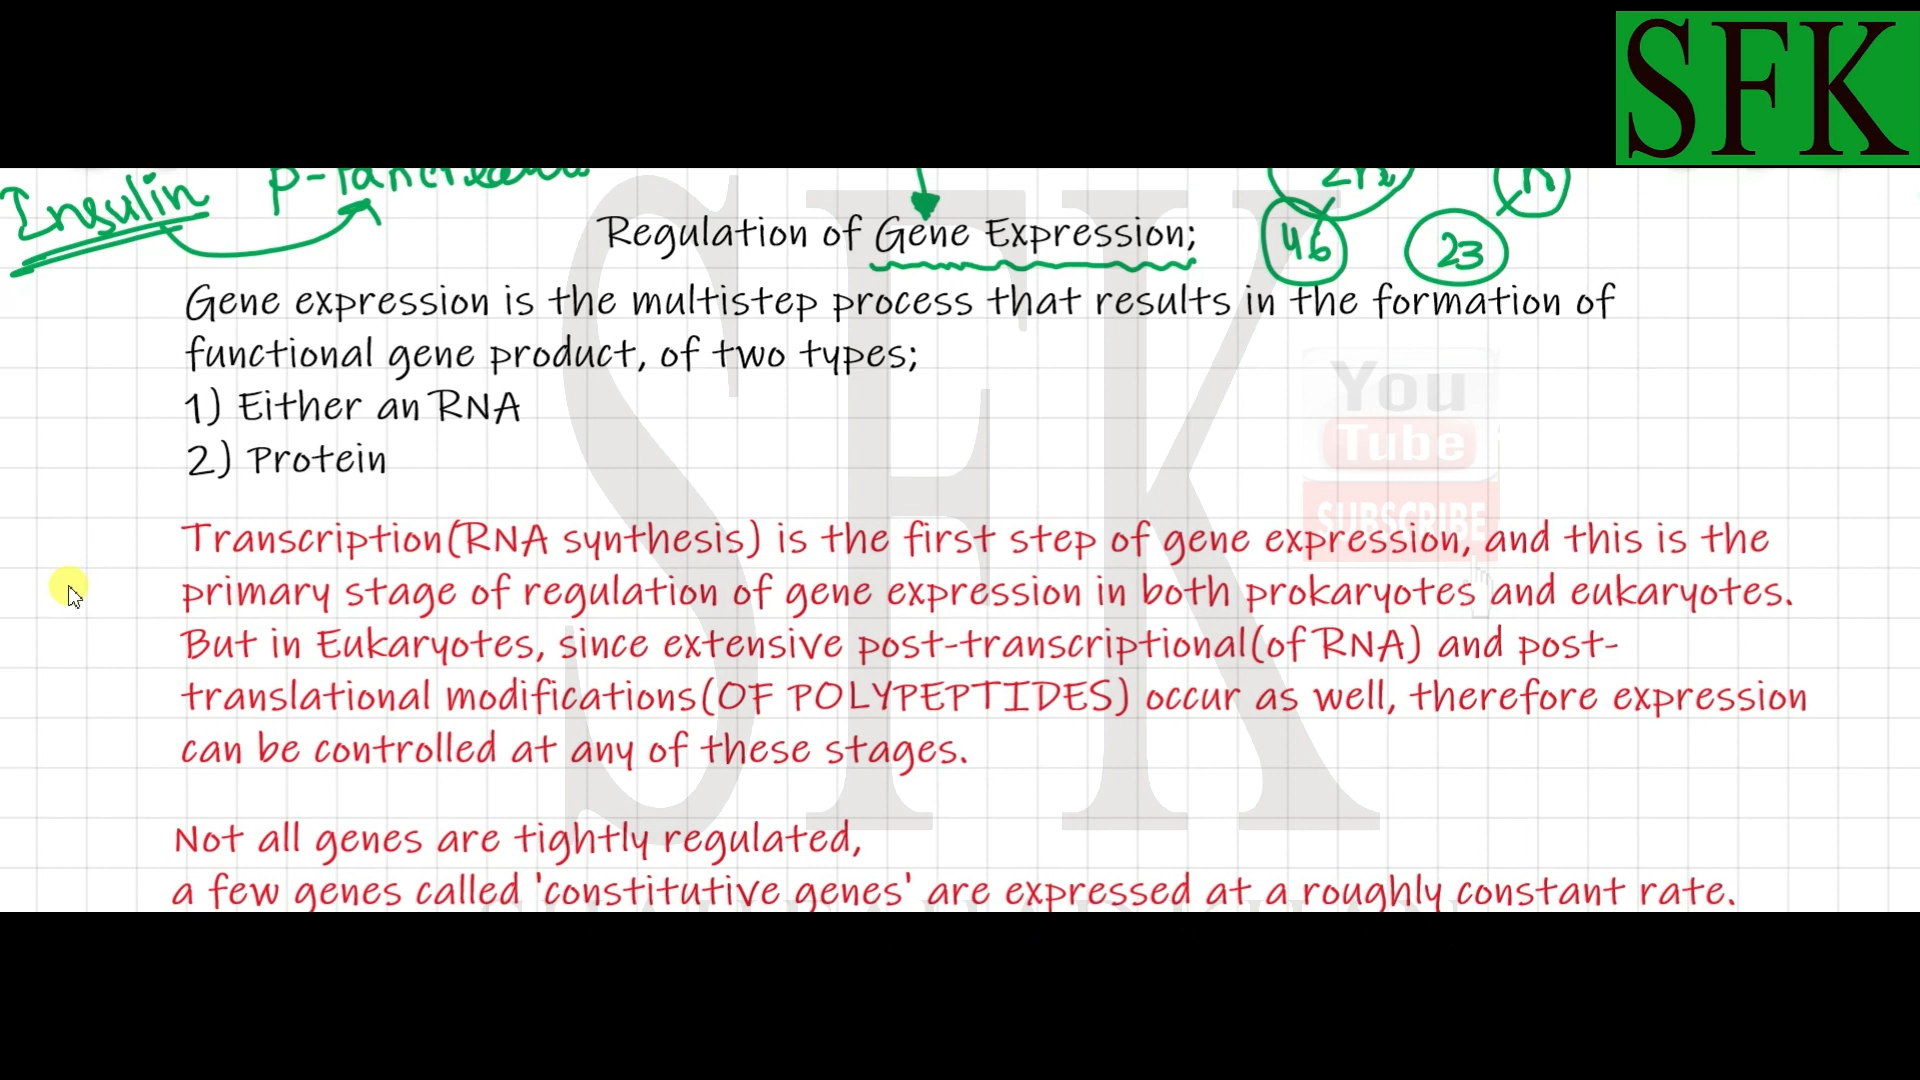 SFK
Insulin
Regulation of Gene Expression;
46
23
Gene expression is the multistep process that results in the formation of
functional gene product, of two types;
1) Either an RNA
2) Protein
You
Tube
SUBSCRIBE
Transcription(RNA synthesis) is the first step of gene expression, and this is the
primary stage of regulation of gene expression in both prokaryotes and eukaryotes.
But in Eukaryotes, since extensive post-transcriptional(of RNA) and post-
translational modifications(OF POLYPEPTIDES) occur as well, therefore expression
can be controlled at any of these stages.
SFK
Not all genes are tightly regulated,
a few genes called 'constitutive genes' are expressed at a roughly constant rate.